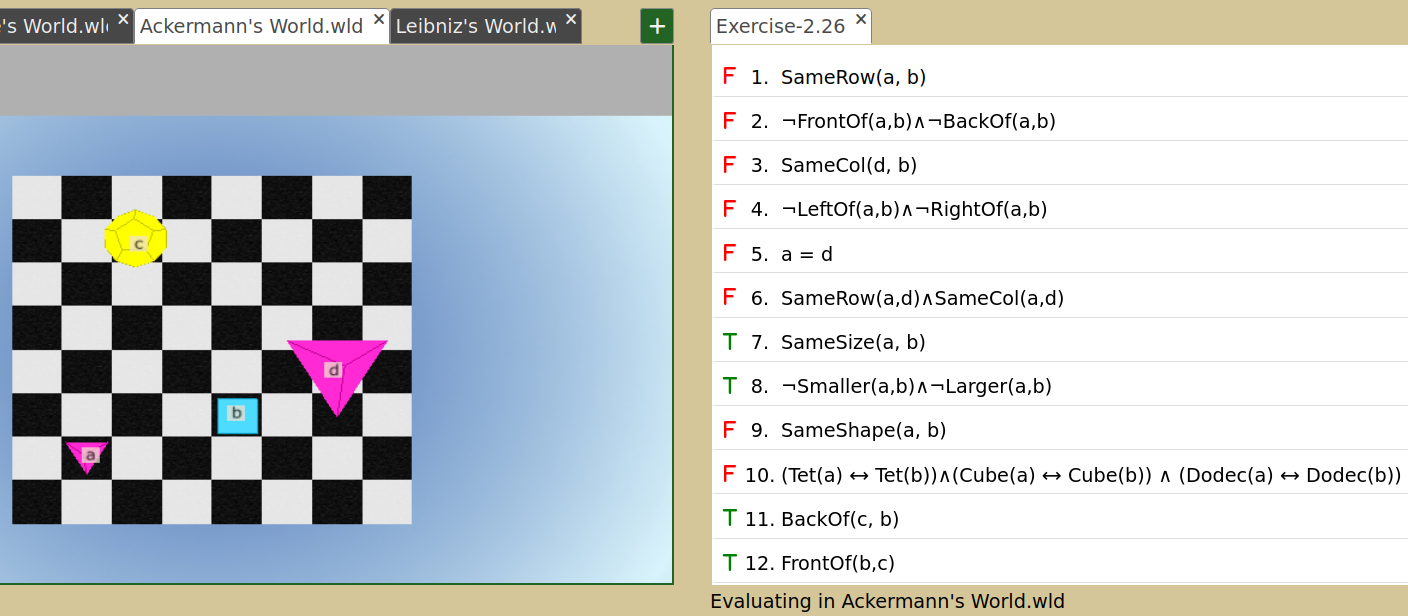 's World.wl ×
Ackermann's World.wld ×
Leibniz's World.w ×
+
Exercise-2.26 ×
c
d
b
a
F 1. SameRow(a, b)
F 2. ¬FrontOf(a,b)∧¬BackOf(a,b)
F 3. SameCol(d, b)
F 4. ¬LeftOf(a,b)∧¬RightOf(a,b)
F 5. a = d
F 6. SameRow(a,d)∧SameCol(a,d)
T 7. SameSize(a, b)
T 8. ¬Smaller(a,b)∧¬Larger(a,b)
F 9. SameShape(a, b)
F 10. (Tet(a) ↔ Tet(b))∧(Cube(a) ↔ Cube(b)) ∧ (Dodec(a) ↔ Dodec(b))
T 11. BackOf(c, b)
T 12. FrontOf(b,c)
Evaluating in Ackermann's World.wld